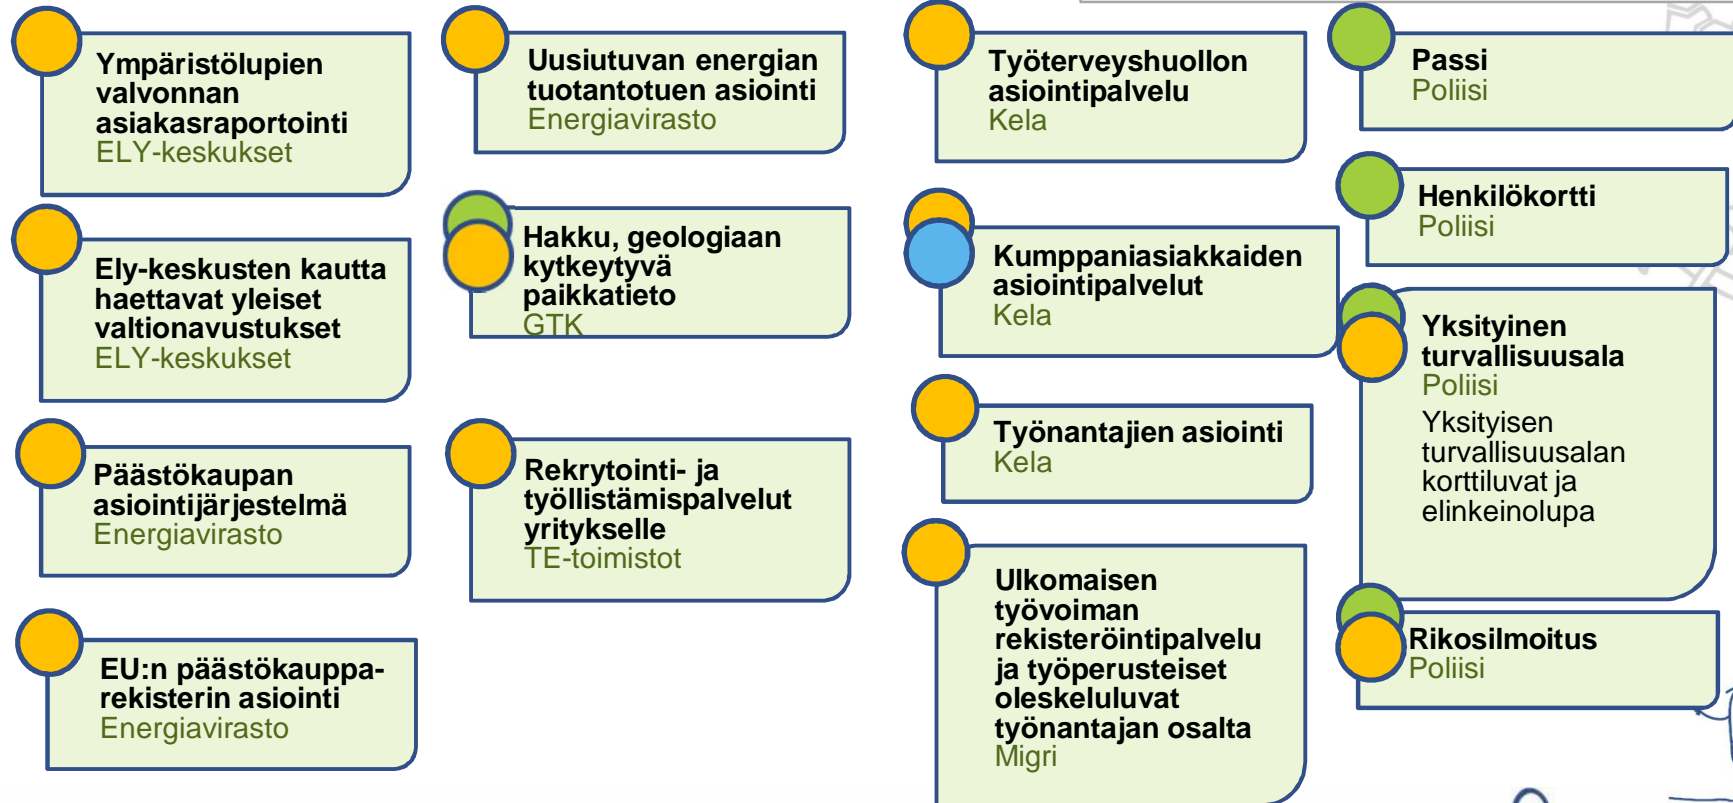 Ympäristölupien
valvonnan
asiakasraportointi
ELY-keskukset
Ely-keskusten kautta
haettavat yleiset
valtionavustukset
ELY-keskukset
Päästökaupan
asiointijärjestelmä
Energiavirasto
EU:n päästökauppa-
rekisterin asiointi
Energiavirasto
Uusiutuvan energian
tuotantotuen asiointi
Energiavirasto
Hakku, geologiaan
kytkeytyvä
paikkatieto
GTK
Rekrytointi- ja
työllistämispalvelut
yritykselle
TE-toimistot
Työterveyshuollon
asiointipalvelu
Kela
Kumppaniasiakkaiden
asiointipalvelut
Kela
Työnantajien asiointi
Kela
Ulkomaisen
työvoiman
rekisteröintipalvelu
ja työperusteiset
oleskeluluvat
työnantajan osalta
Migri
Passi
Poliisi
Henkilökortti
Poliisi
Yksityinen
turvallisuusala
Poliisi
Yksityisen
turvallisuusalan
korttiluvat ja
elinkeinolupa
Rikosilmoitus
Poliisi